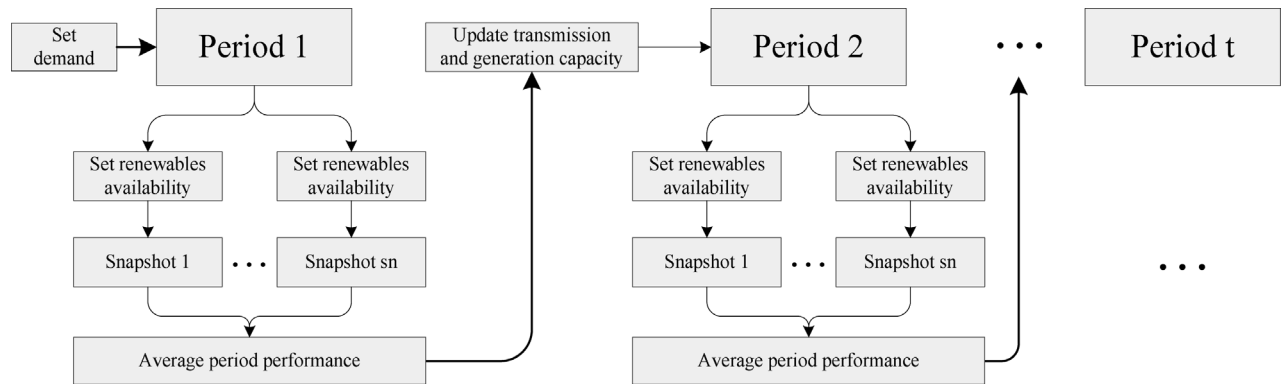 Set
demand
Period 1
Update transmission
and generation capacity
Period 2
• • •
Period t
Set renewables
availability
Set renewables
availability
Set renewables
availability
Set renewables
availability
Snapshot 1
• • •
Snapshot sn
Snapshot 1
• • •
Snapshot sn
• • •
Average period performance
Average period performance